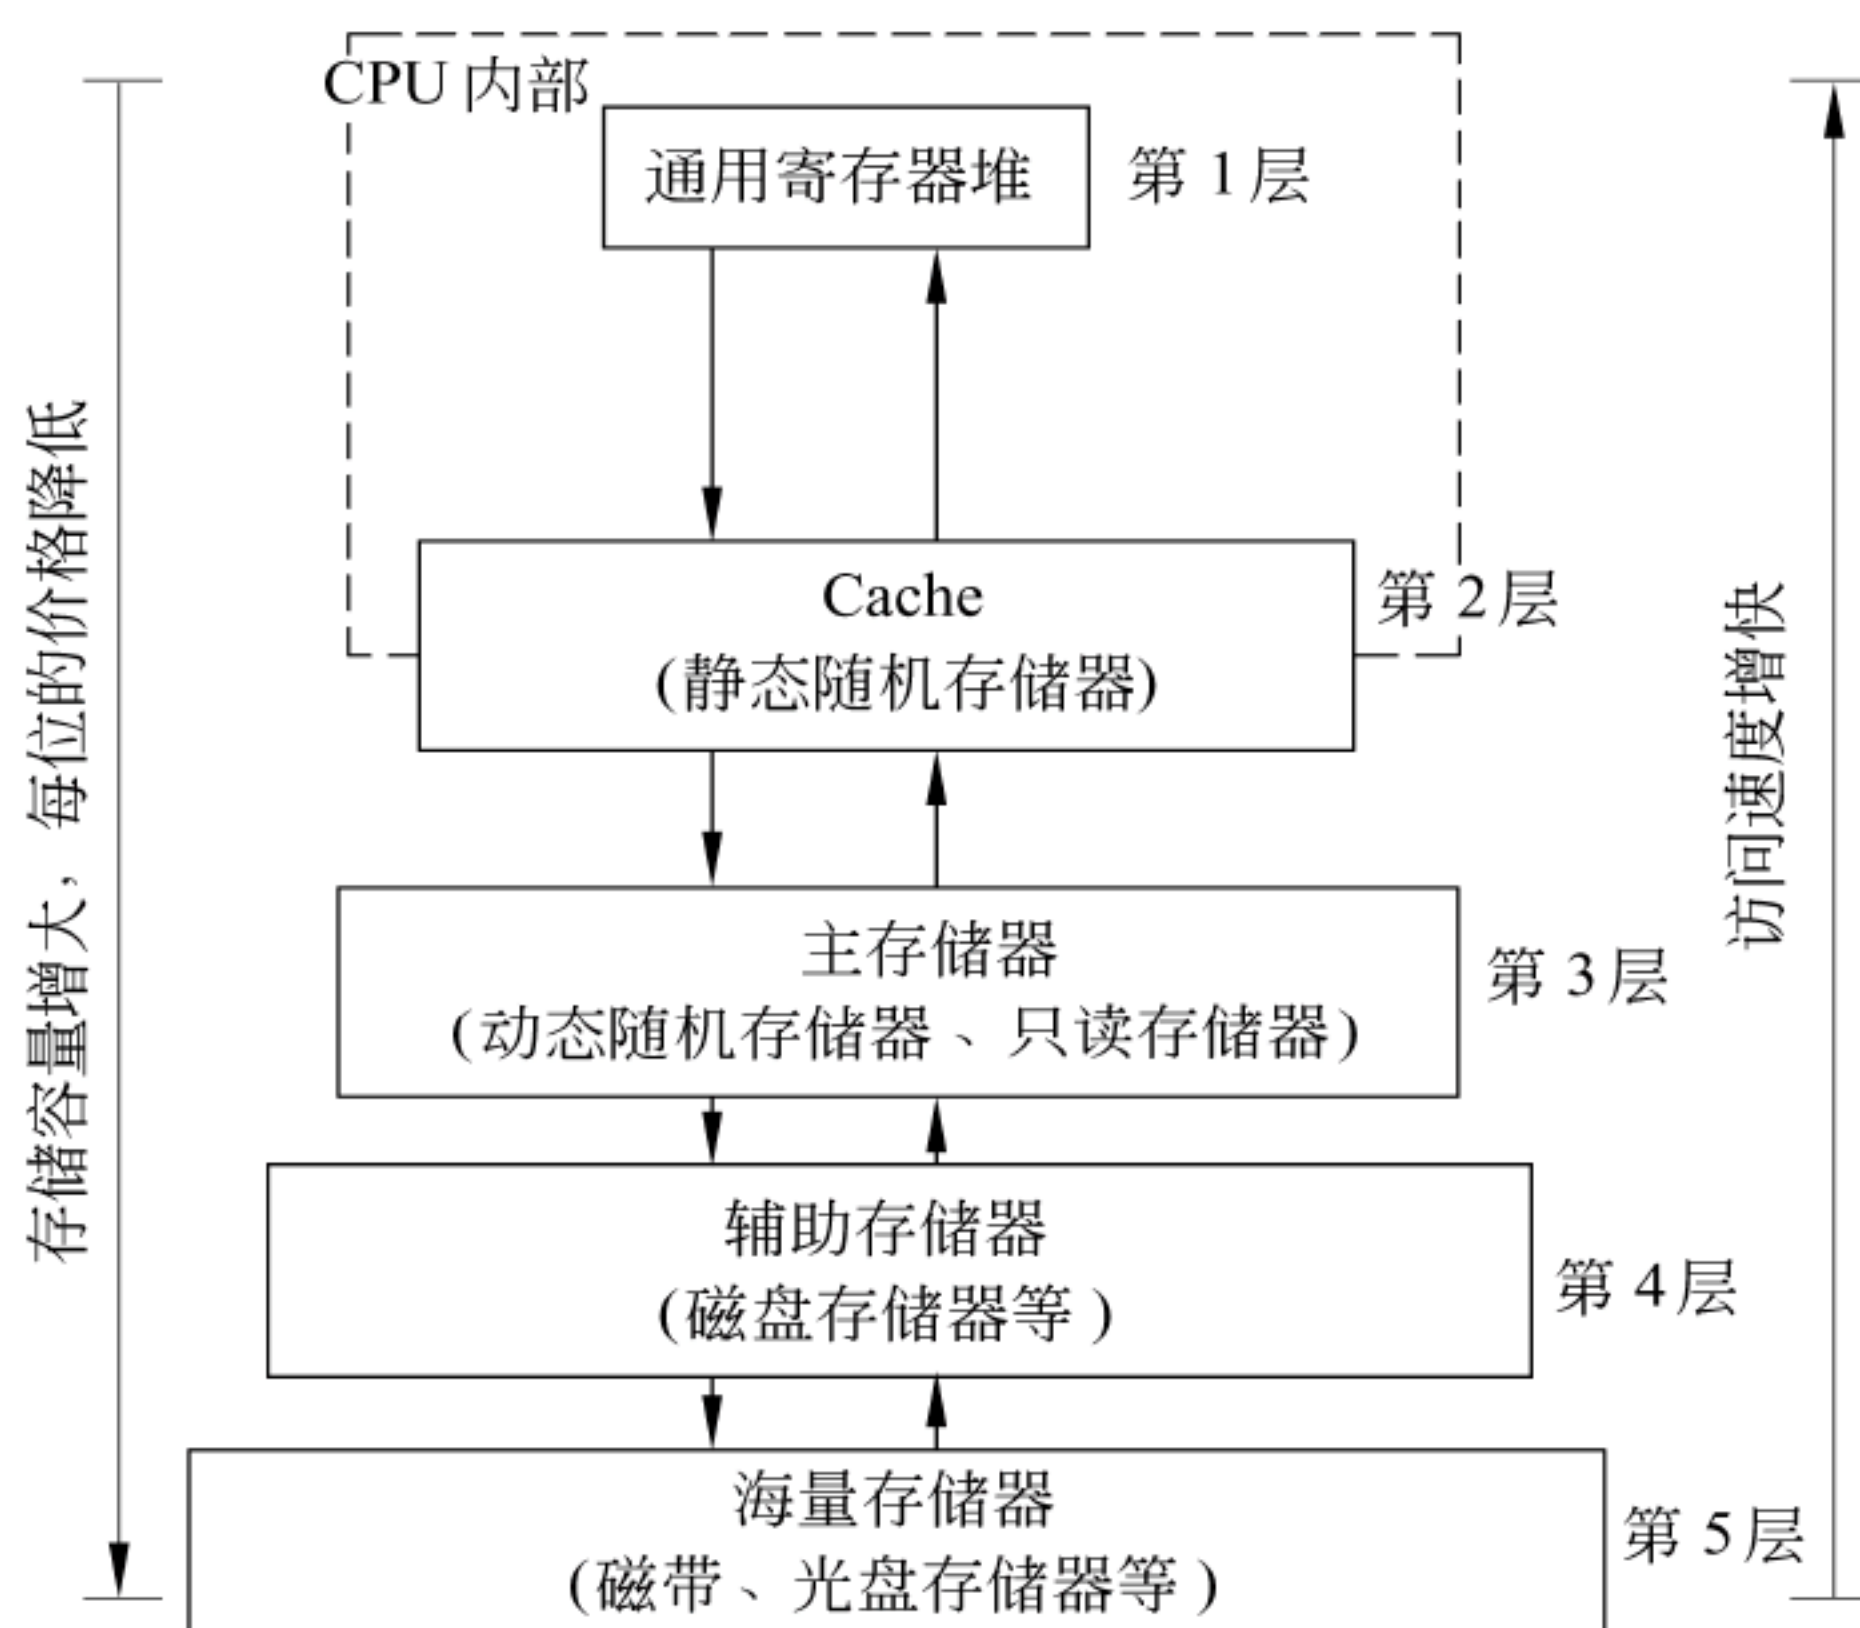 CPU 内部
通用寄存器堆
第 1 层
Cache
(静态随机存储器)
第 2 层
主存储器
(动态随机存储器、只读存储器)
第 3 层
辅助存储器
(磁盘存储器等)
第 4 层
海量存储器
(磁带、光盘存储器等)
第 5 层
存储容量增大，每位的价格降低
访问速度增快